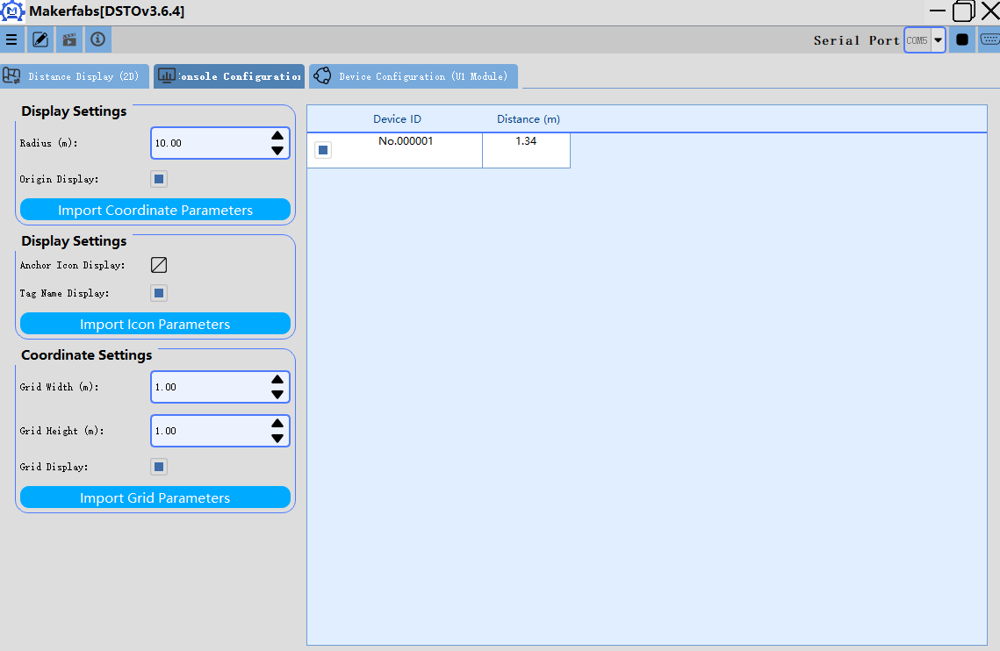 Makerfabs[DSTOv3.6.4]
Serial Port COM5
Distance Display (2D) Console Configuration Device Configuration (U1 Module)
Display Settings
Radius (m): 10.00
Origin Display:
Import Coordinate Parameters
Display Settings
Anchor Icon Display:
Tag Name Display:
Import Icon Parameters
Coordinate Settings
Grid Width (m): 1.00
Grid Height (m): 1.00
Grid Display:
Import Grid Parameters
Device ID Distance (m)
No.000001 1.34